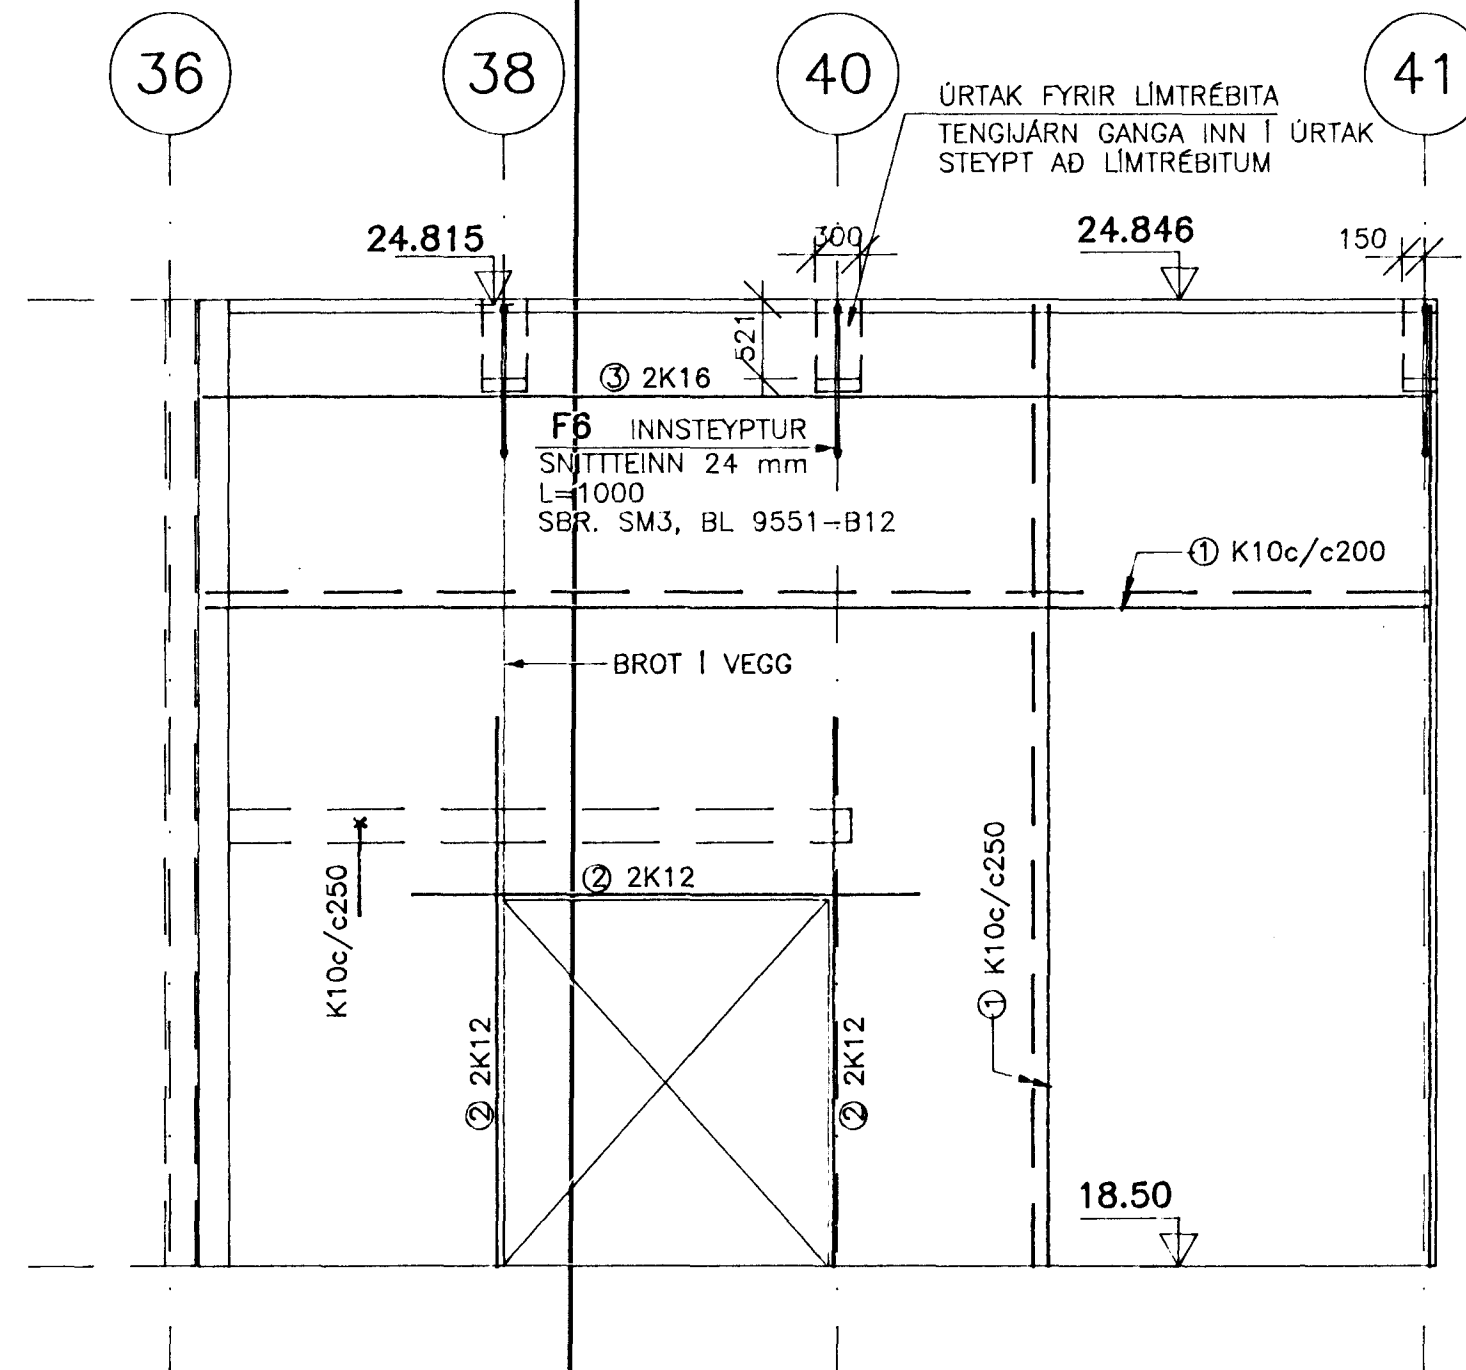 36
38
40
41
ÚRTAK FYRIR LÍMTRÉBITA
TENGIJÁRN GANGA INN Í ÚRTAK
STEYPT AÐ LÍMTRÉBITUM
24.815
300
24.846
150
521
③ 2K16
F6 INNSTEYPTUR
SNITTTEINN 24 mm
L=1000
SBR. SM3, BL 9551-B12
① K10c/c200
BROT Í VEGG
K10c/c250
② 2K12
① K10c/c250
② 2K12
② 2K12
18.50